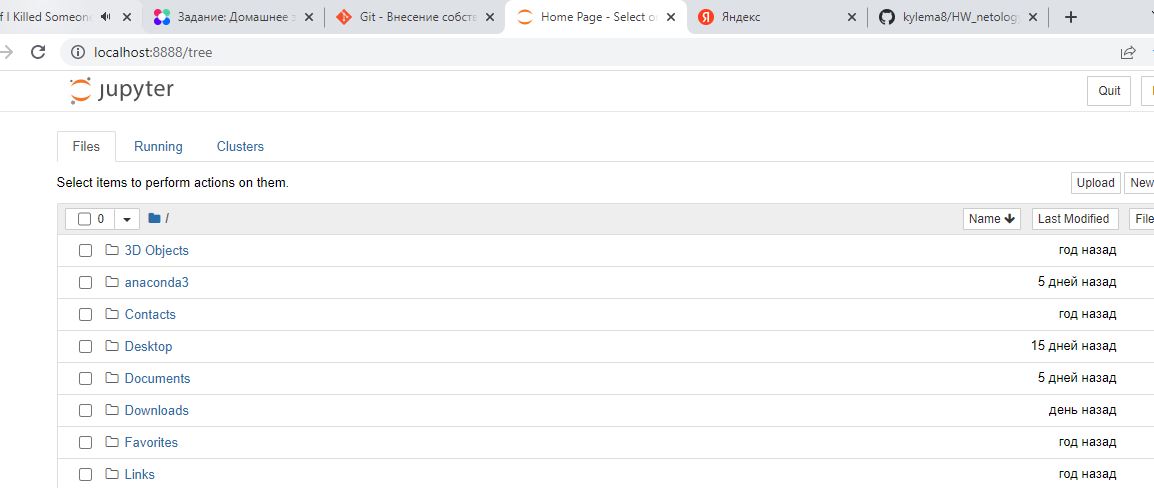 f I Killed Someone
Задание: Домашнее з
Git - Внесение собств
Home Page - Select or
Яндекс
kylema8/HW_netology
localhost:8888/tree
jupyter
Quit
Files
Running
Clusters
Select items to perform actions on them.
Upload
New
0
/
Name
Last Modified
File
3D Objects
год назад
anaconda3
5 дней назад
Contacts
год назад
Desktop
15 дней назад
Documents
5 дней назад
Downloads
день назад
Favorites
год назад
Links
год назад